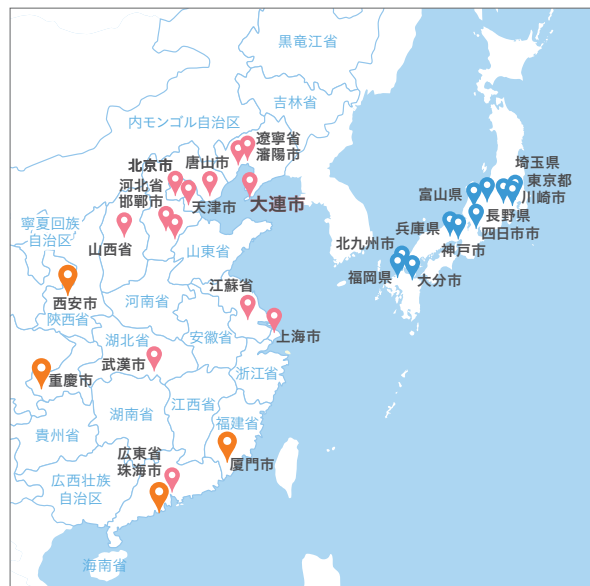 黒竜江省
吉林省
内モンゴル自治区
遼寧省
瀋陽市
北京市
唐山市
河北省
邯鄲市
天津市
大連市
寧夏回族
自治区
山西省
山東省
西安市
陝西省
河南省
江蘇省
上海市
湖北省
武漢市
安徽省
重慶市
浙江省
湖南省
江西省
福建省
貴州省
広東省
珠海市
厦門市
広西壮族
自治区
海南省
埼玉県
東京都
川崎市
富山県
長野県
四日市市
兵庫県
神戸市
北九州市
福岡県
大分市